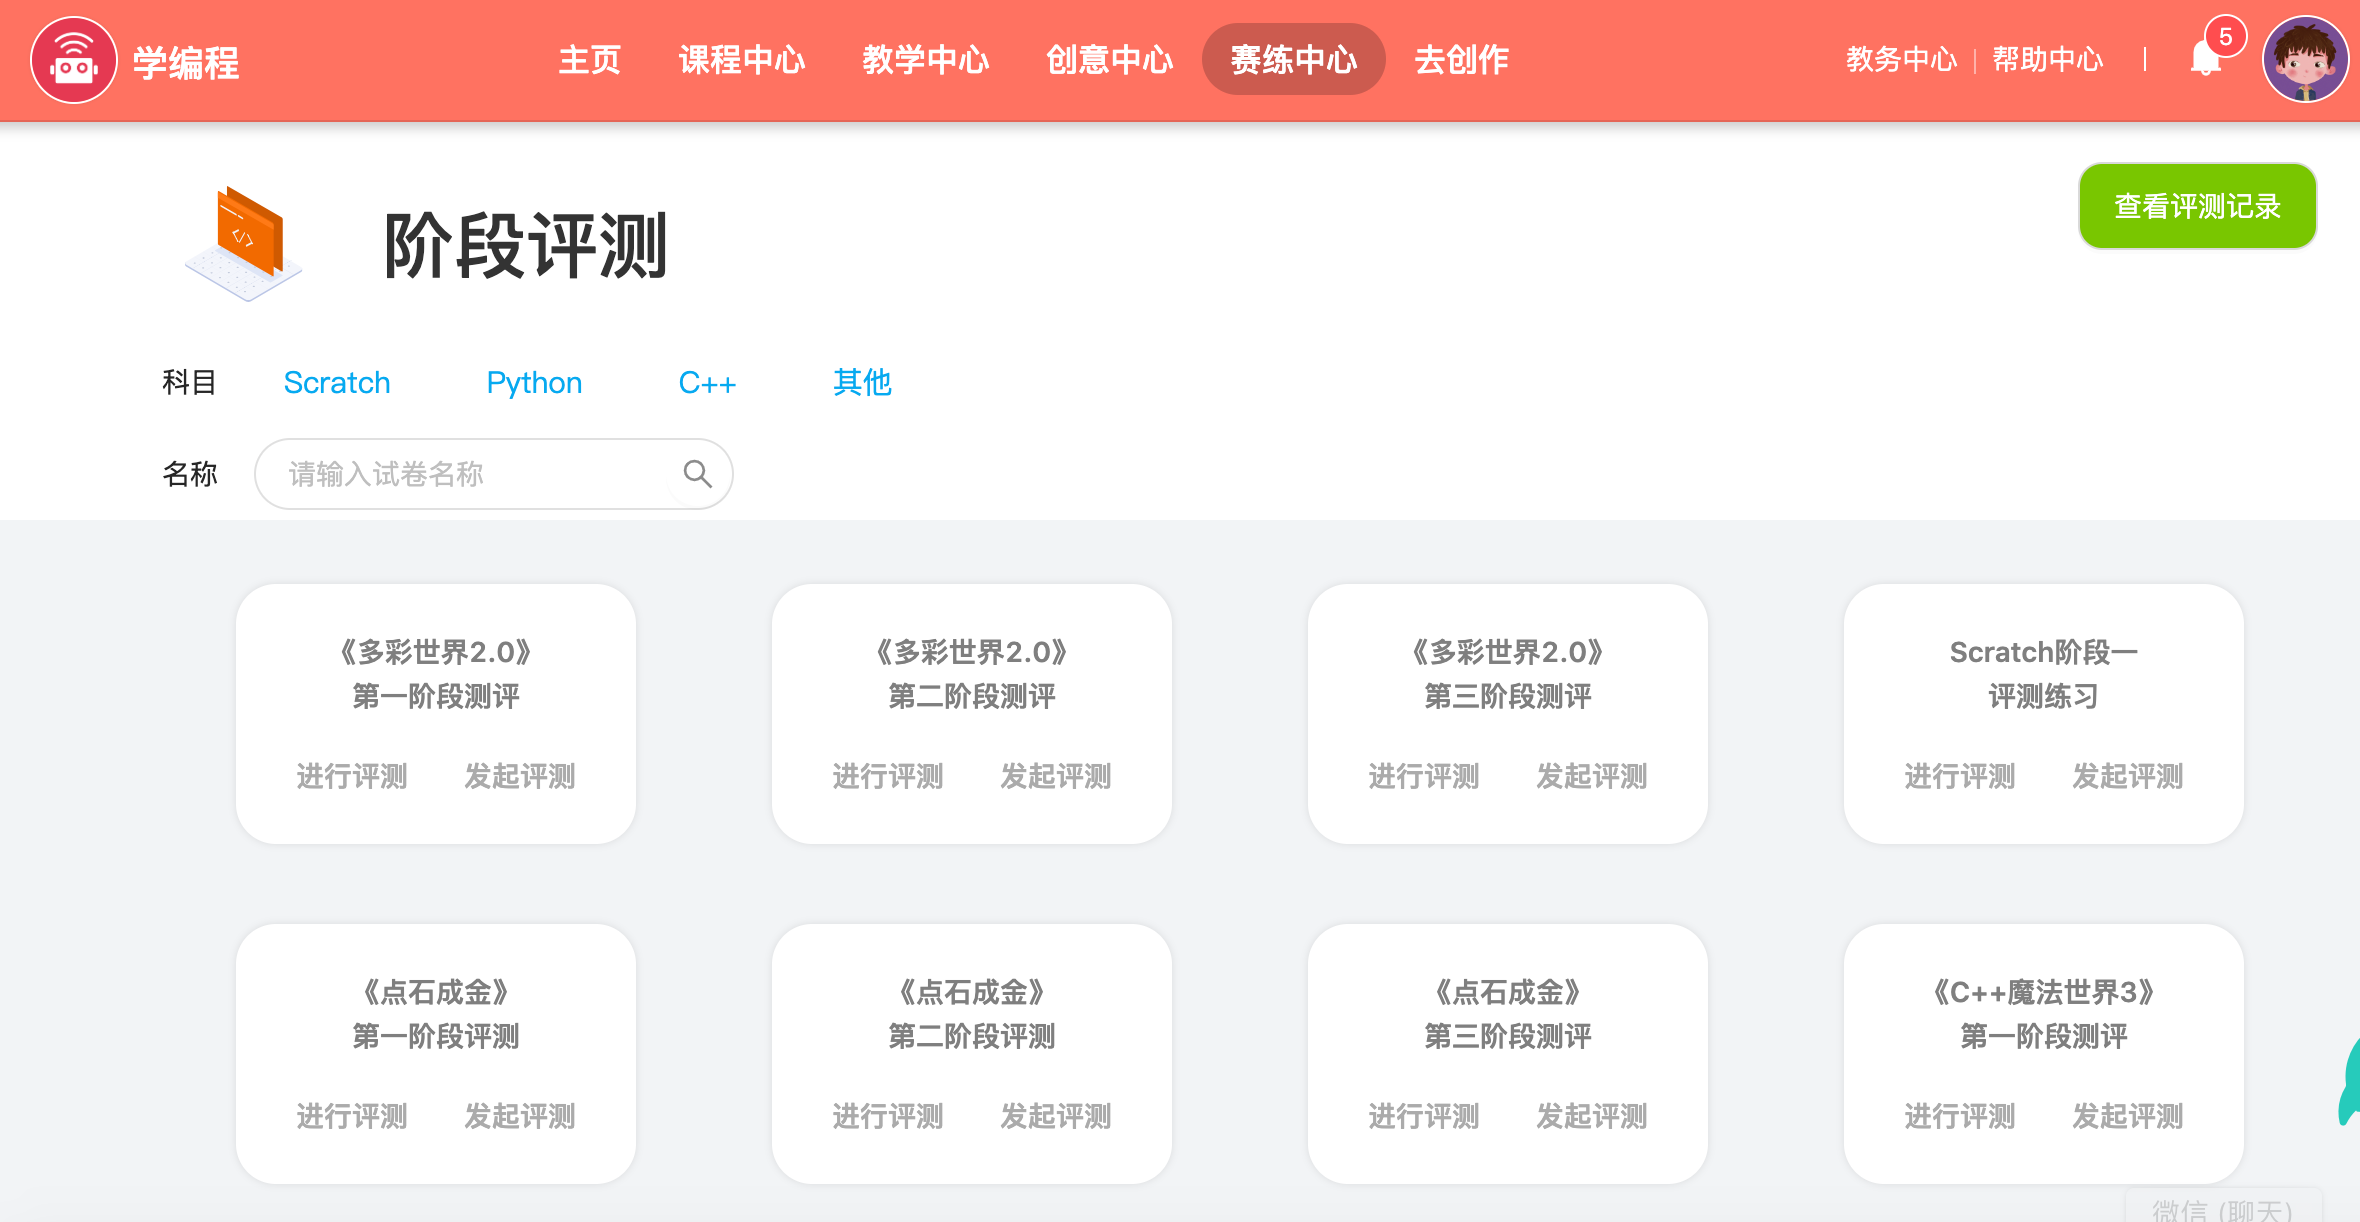 学编程
主页 课程中心 教学中心 创意中心 赛练中心 去创作
教务中心 | 帮助中心 |
5
阶段评测
查看评测记录
科目 Scratch Python C++ 其他
名称 请输入试卷名称
《多彩世界2.0》
第一阶段测评
进行评测 发起评测
《多彩世界2.0》
第二阶段测评
进行评测 发起评测
《多彩世界2.0》
第三阶段测评
进行评测 发起评测
Scratch阶段一
评测练习
进行评测 发起评测
《点石成金》
第一阶段评测
进行评测 发起评测
《点石成金》
第二阶段评测
进行评测 发起评测
《点石成金》
第三阶段测评
进行评测 发起评测
《C++魔法世界3》
第一阶段测评
进行评测 发起评测
微信 (聊天)